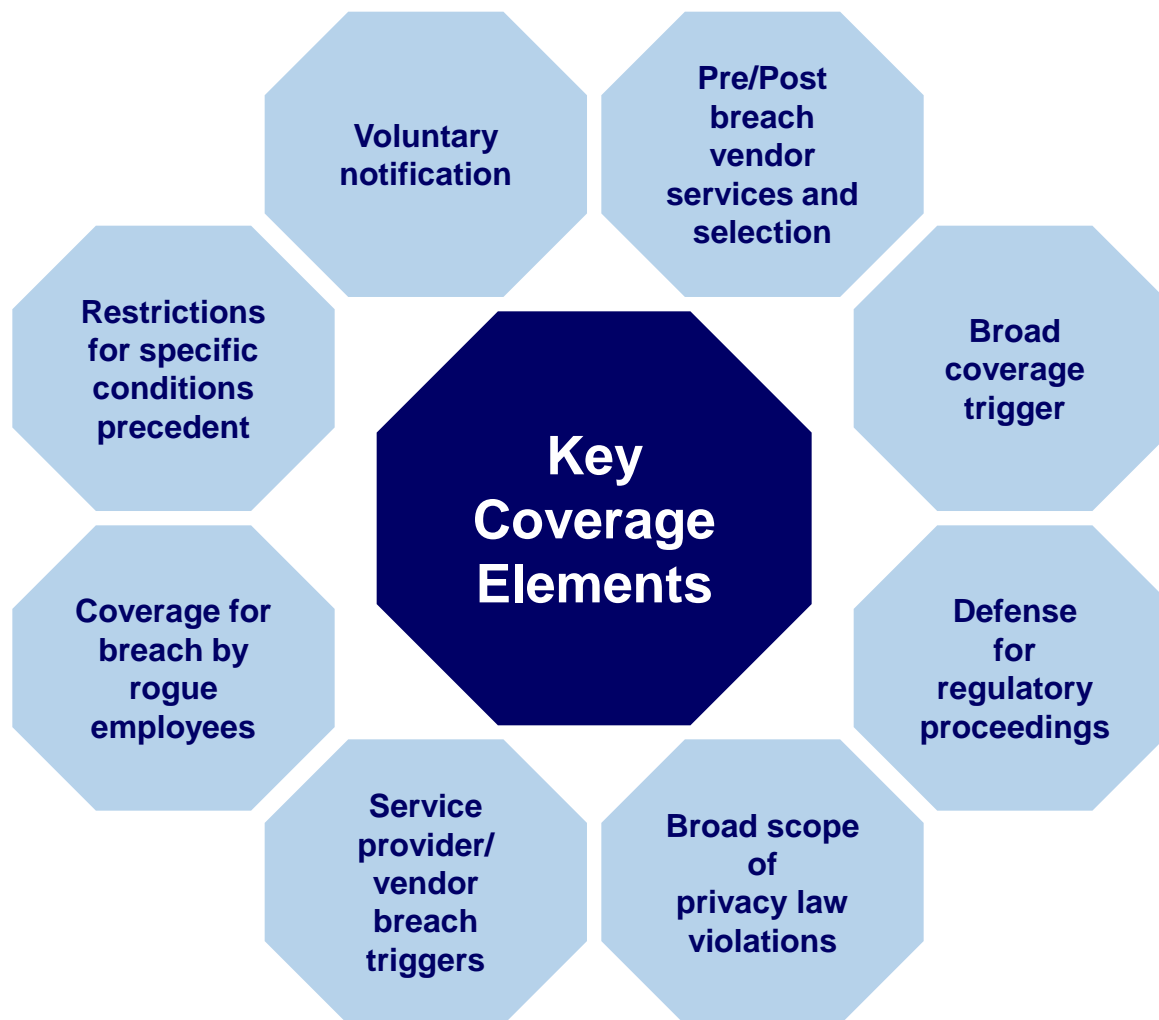 Voluntary
notification
Pre/Post
breach
vendor
services and
selection
Restrictions
for specific
conditions
precedent
Broad
coverage
trigger
Key
Coverage
Elements
Coverage for
breach by
rogue
employees
Defense
for
regulatory
proceedings
Service
provider/
vendor
breach
triggers
Broad scope
of
privacy law
violations